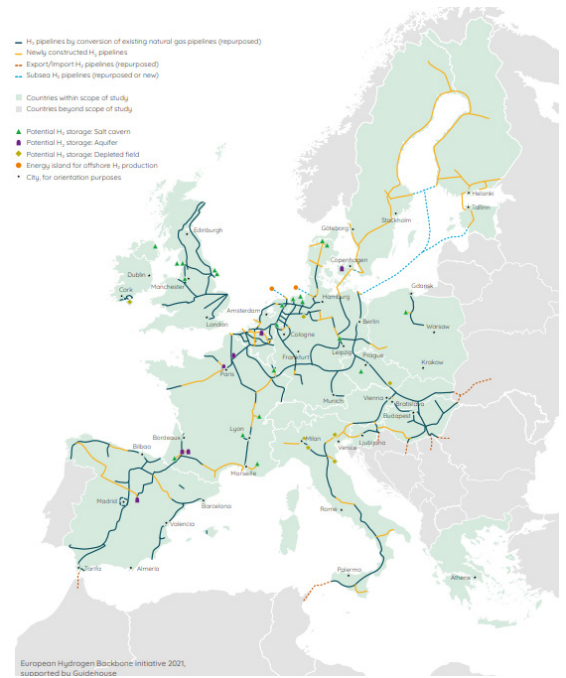 H₂ pipelines by conversion of existing natural gas pipelines (repurposed)
Newly constructed H₂ pipelines
Export/Import H₂ pipelines (repurposed)
Subsea H₂ pipelines (repurposed or new)
Countries within scope of study
Countries beyond scope of study
Potential H₂ storage: Salt cavern
Potential H₂ storage: Aquifer
Potential H₂ storage: Depleted field
Energy island for offshore H₂ production
City, for orientation purposes
Helsinki
Tallinn
Stockholm
Göteborg
Edinburgh
Copenhagen
Dublin
Manchester
Cork
Gdansk
Hamburg
Amsterdam
London
Berlin
Warsaw
Cologne
Leipzig
Frankfurt
Prague
Krakow
Paris
Munich
Vienna
Bratislava
Budapest
Lyon
Milan
Venice
Ljubljana
Bordeaux
Bilbao
Marseille
Madrid
Barcelona
Valencia
Rome
Tarifa
Almería
Palermo
Athens
European Hydrogen Backbone initiative 2021,
supported by Guidehouse